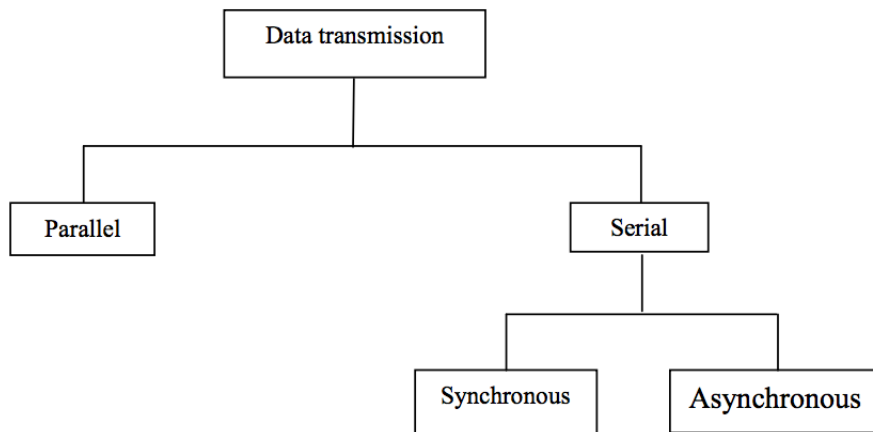 Data transmission
Parallel
Serial
Synchronous
Asynchronous